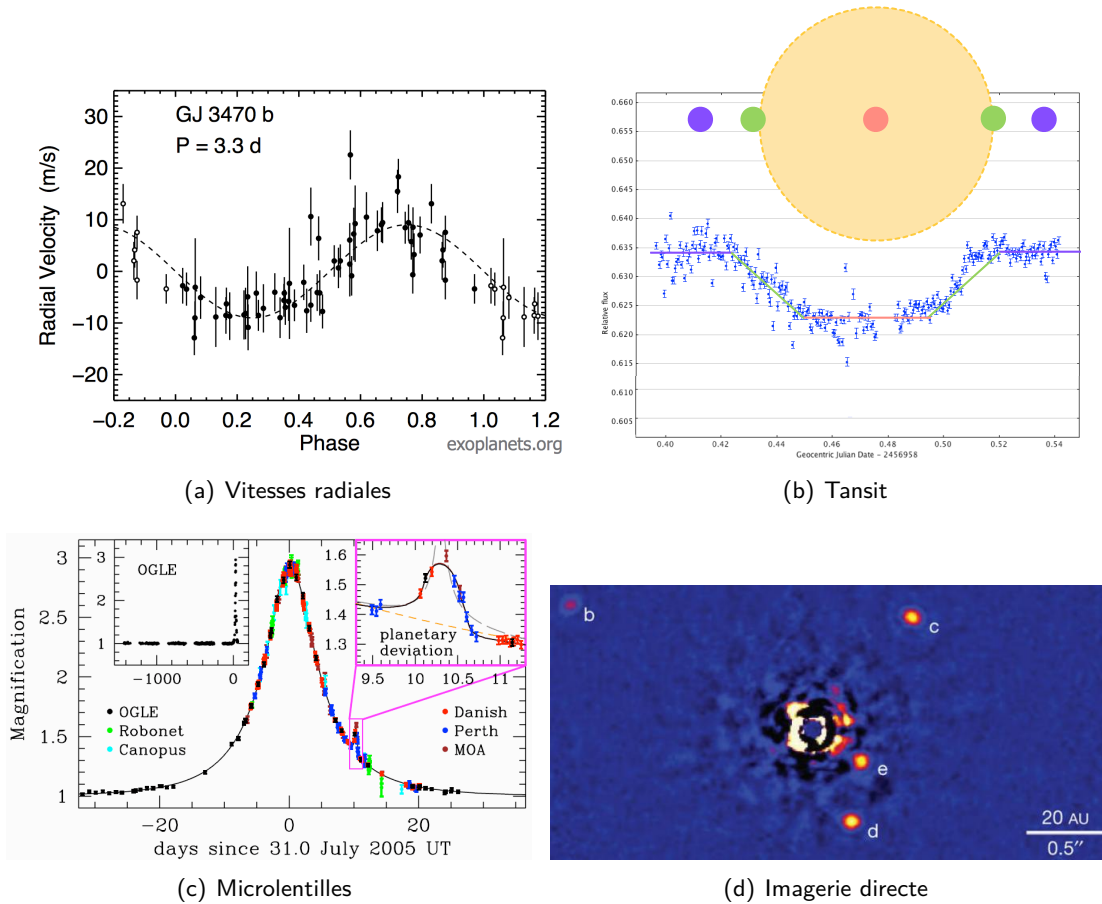 GJ 3470 b
P = 3.3 d
Radial Velocity (m/s)
30
20
10
0
-10
-20
-0.2 0.0 0.2 0.4 0.6 0.8 1.0 1.2
Phase
exoplanets.org
(a) Vitesses radiales
0.660
0.655
0.650
0.645
0.640
0.635
0.630
0.625
0.620
0.615
0.610
0.605
Relative flux
0.40 0.42 0.44 0.46 0.48 0.50 0.52 0.54
Geocentric Julian Date - 2456958
(b) Tansit
Magnification
3
2.5
2
1.5
1
OGLE
3
2
1
-1000 0
1.6
1.5
1.4
1.3
planetary
deviation
9.5 10 10.5 11
OGLE
Robonet
Canopus
Danish
Perth
MOA
-20 0 20
days since 31.0 July 2005 UT
(c) Microlentilles
b
c
e
d
20 AU
0.5″
(d) Imagerie directe